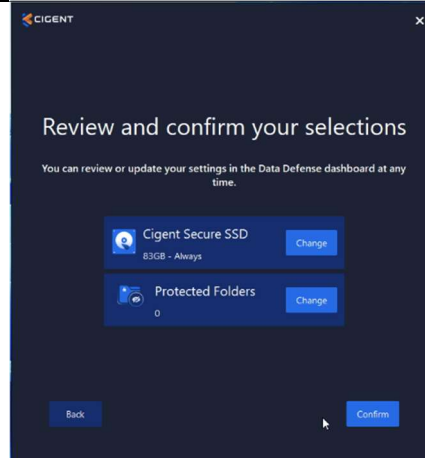 CIGENT
Review and confirm your selections
You can review or update your settings in the Data Defense dashboard at any
time.
Cigent Secure SSD
83GB - Always
Change
Protected Folders
0
Change
Back
Confirm